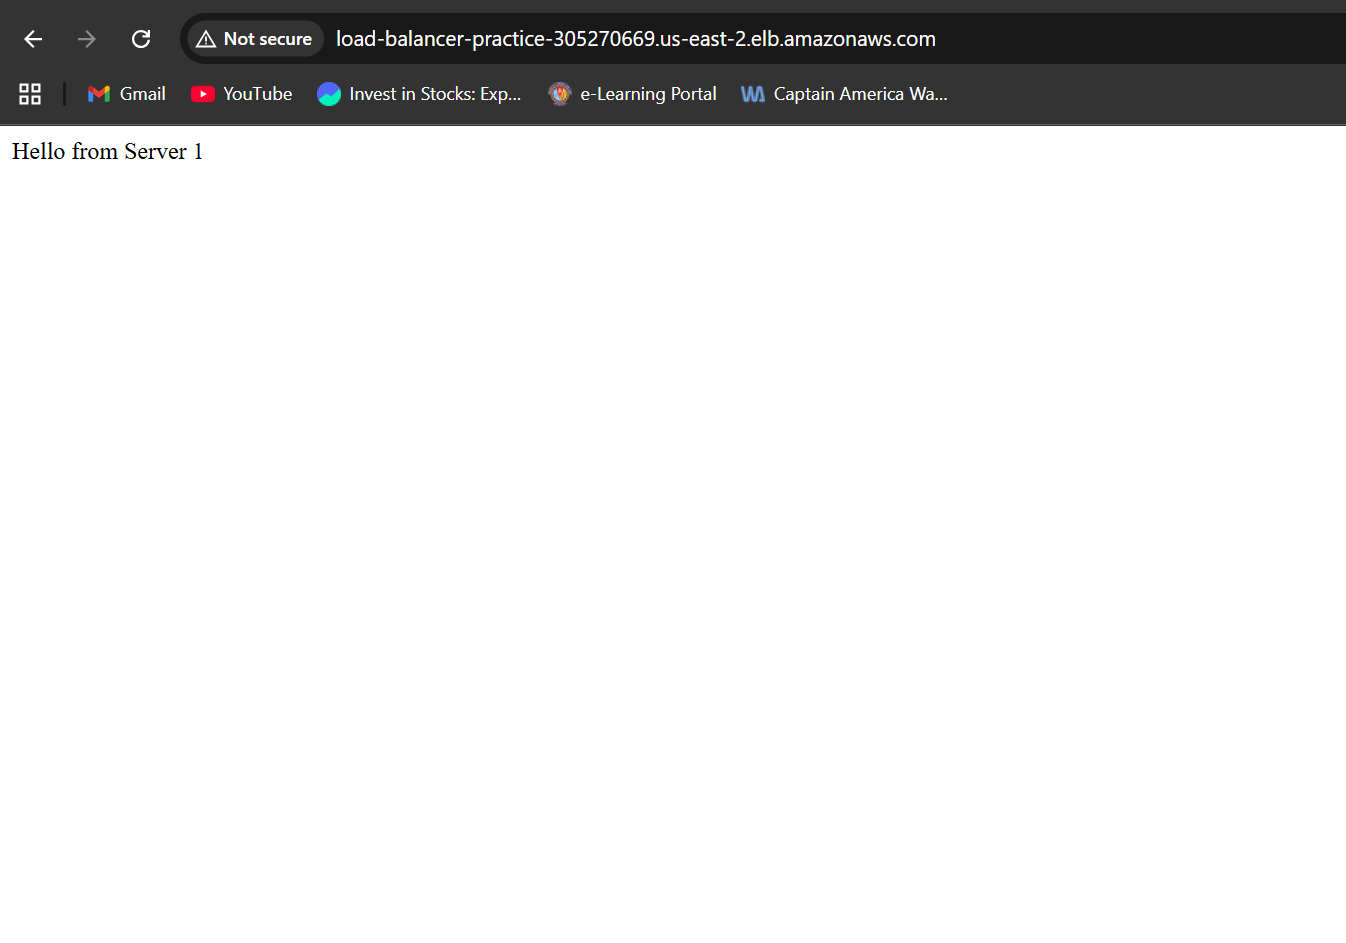 Not secure load-balancer-practice-305270669.us-east-2.elb.amazonaws.com
Gmail YouTube Invest in Stocks: Exp... e-Learning Portal Captain America Wa...
Hello from Server 1